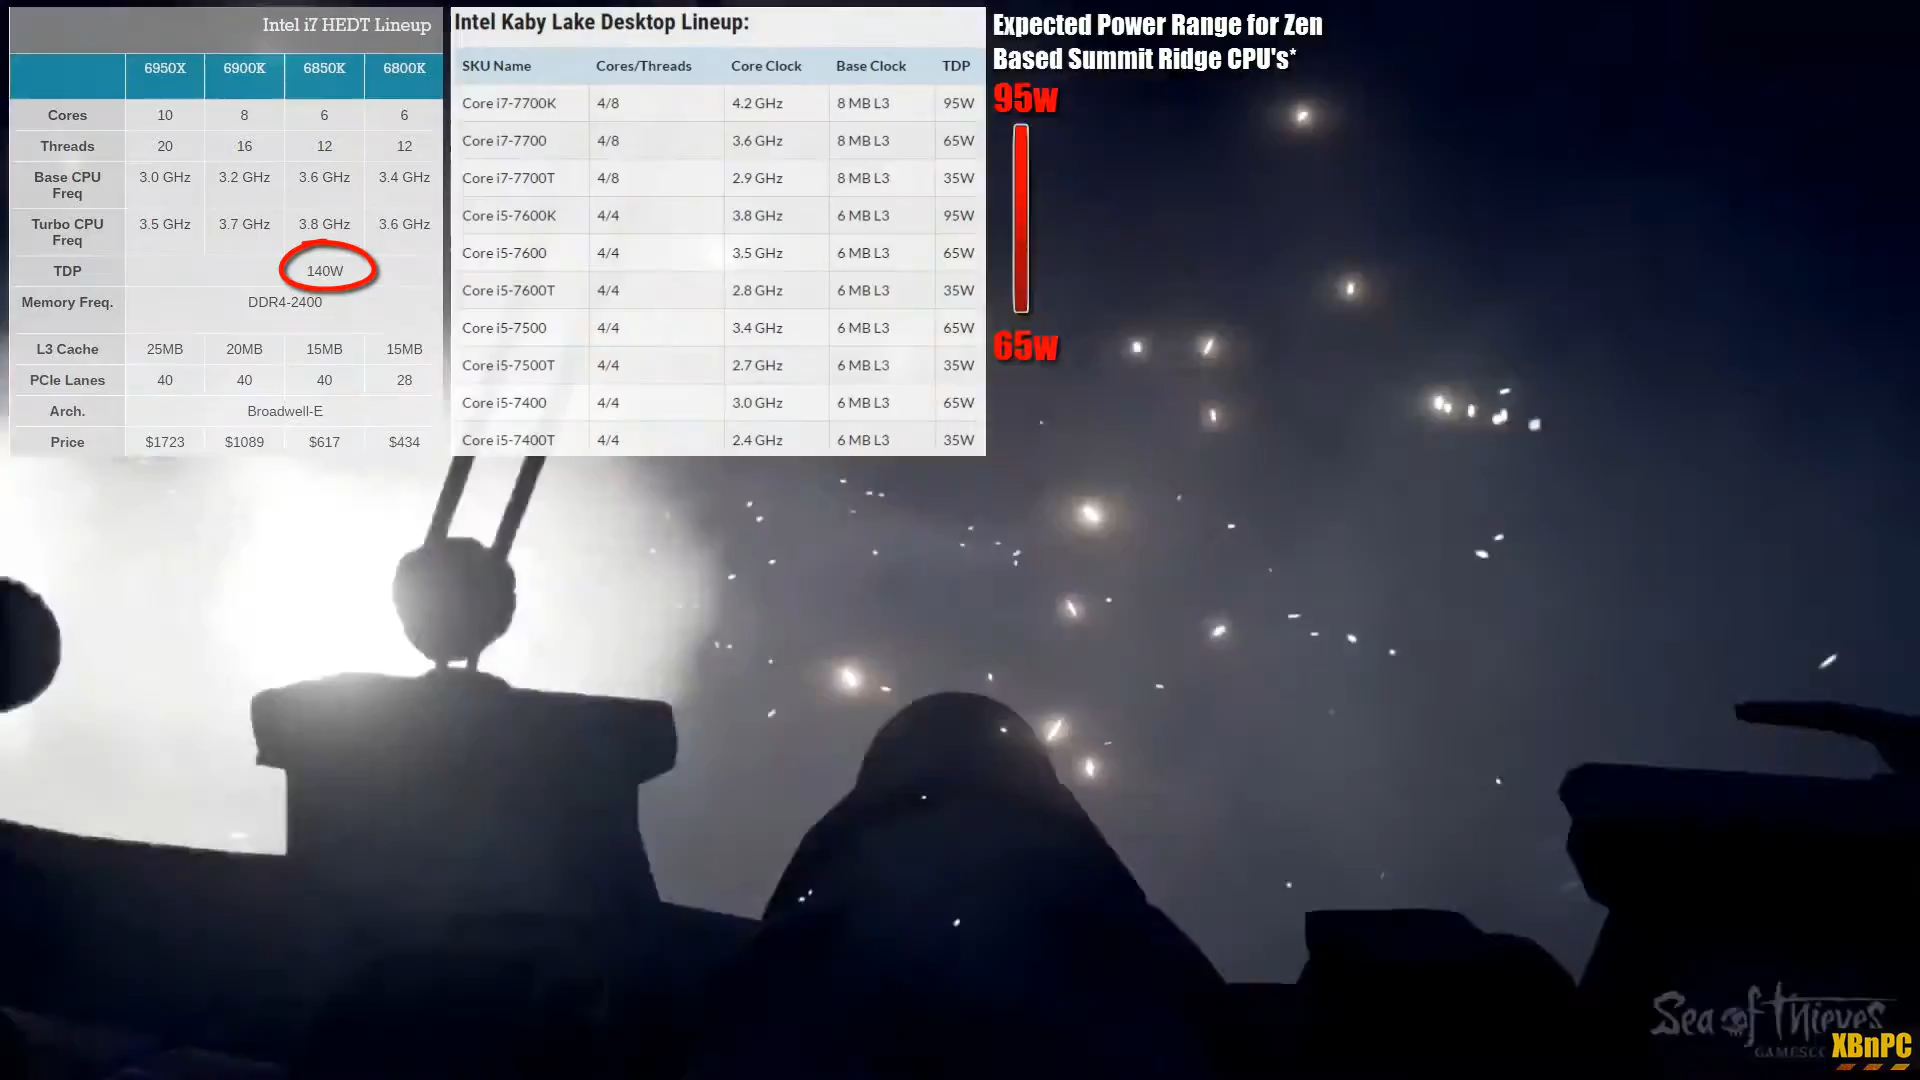 Intel i7 HEDT Lineup
6950X 6900K 6850K 6800K
Cores 10 8 6 6
Threads 20 16 12 12
Base CPU Freq 3.0 GHz 3.2 GHz 3.6 GHz 3.4 GHz
Turbo CPU Freq 3.5 GHz 3.7 GHz 3.8 GHz 3.6 GHz
TDP 140W
Memory Freq. DDR4-2400
L3 Cache 25MB 20MB 15MB 15MB
PCIe Lanes 40 40 40 28
Arch. Broadwell-E
Price $1723 $1089 $617 $434
Intel Kaby Lake Desktop Lineup:
SKU Name Cores/Threads Core Clock Base Clock TDP
Core i7-7700K 4/8 4.2 GHz 8 MB L3 95W
Core i7-7700 4/8 3.6 GHz 8 MB L3 65W
Core i7-7700T 4/8 2.9 GHz 8 MB L3 35W
Core i5-7600K 4/4 3.8 GHz 6 MB L3 95W
Core i5-7600 4/4 3.5 GHz 6 MB L3 65W
Core i5-7600T 4/4 2.8 GHz 6 MB L3 35W
Core i5-7500 4/4 3.4 GHz 6 MB L3 65W
Core i5-7500T 4/4 2.7 GHz 6 MB L3 35W
Core i5-7400 4/4 3.0 GHz 6 MB L3 65W
Core i5-7400T 4/4 2.4 GHz 6 MB L3 35W
Expected Power Range for Zen
Based Summit Ridge CPU's*
95w
65w
Sea of Thieves
XBnPC